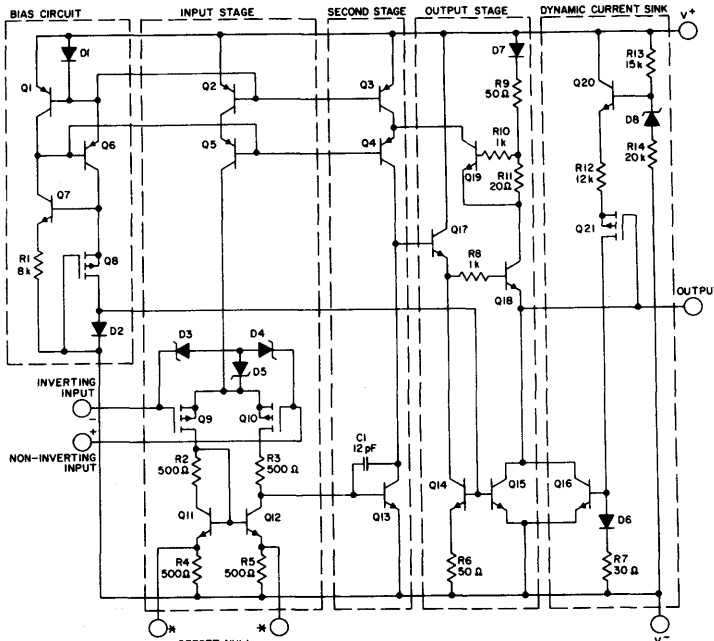 BIAS CIRCUIT
INPUT STAGE
SECOND STAGE
OUTPUT STAGE
DYNAMIC CURRENT SINK
V+
D1
Q1
Q2
Q3
D7
R9
50Ω
Q20
R13
15k
D8
Q6
Q5
Q4
R10
1k
Q19
R11
20Ω
R14
20k
R12
12k
Q7
Q17
Q21
R1
8k
Q8
R8
1k
Q18
OUTPUT
D2
D3
D4
D5
INVERTING
INPUT
-
+
NON-INVERTING
INPUT
Q9
Q10
R2
500Ω
R3
500Ω
C1
12pF
Q11
Q12
Q13
Q14
Q15
Q16
D6
R4
500Ω
R5
500Ω
R6
50Ω
R7
30Ω
*
*
V-